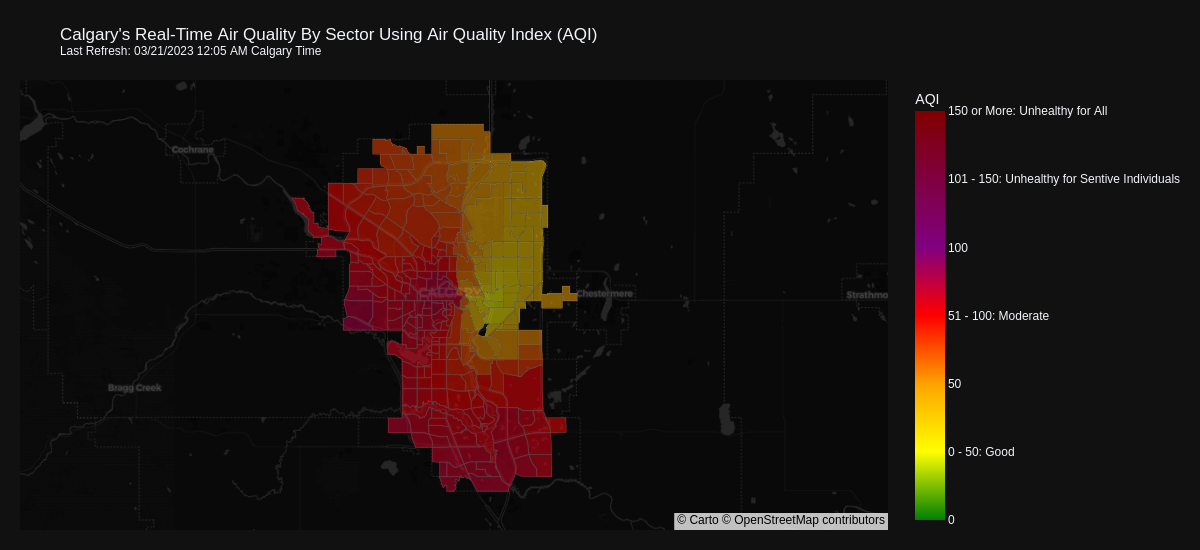 Calgary's Real-Time Air Quality By Sector Using Air Quality Index (AQI)
Last Refresh: 03/21/2023 12:05 AM Calgary Time
AQI
150 or More: Unhealthy for All
Cochrane
101 - 150: Unhealthy for Sentive Individuals
100
CALGARY
Chestermere
Strathmo
51 - 100: Moderate
Bragg Creek
50
0 - 50: Good
© Carto © OpenStreetMap contributors
0